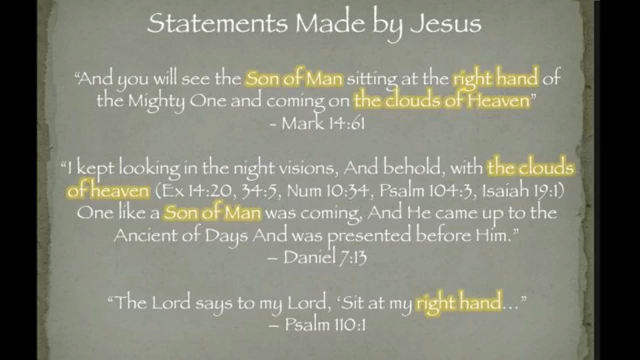 Statements Made by Jesus
“And you will see the Son of Man sitting at the right hand of
the Mighty One and coming on the clouds of Heaven”
- Mark 14:61
“I kept looking in the night visions, And behold, with the clouds
of heaven (Ex 14:20, 34:5, Num 10:34, Psalm 104:3, Isaiah 19:1)
One like a Son of Man was coming, And He came up to the
Ancient of Days And was presented before Him.”
– Daniel 7:13
“The Lord says to my Lord, ‘Sit at my right hand…”
– Psalm 110:1